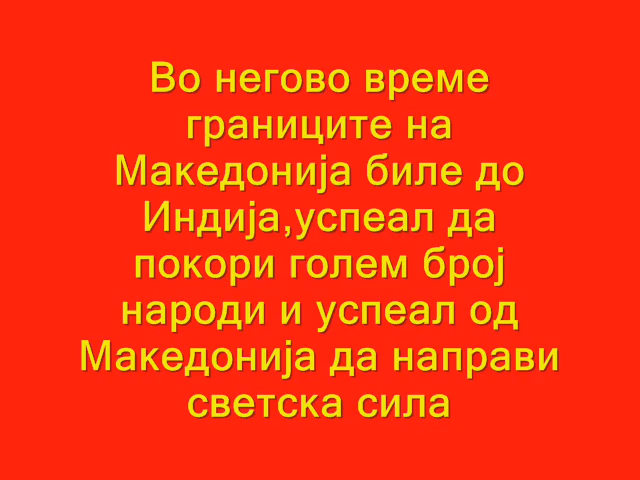 Во негово време
границите на
Македонија биле до
Индија,успеал да
покори голем број
народи и успеал од
Македонија да направи
светска сила